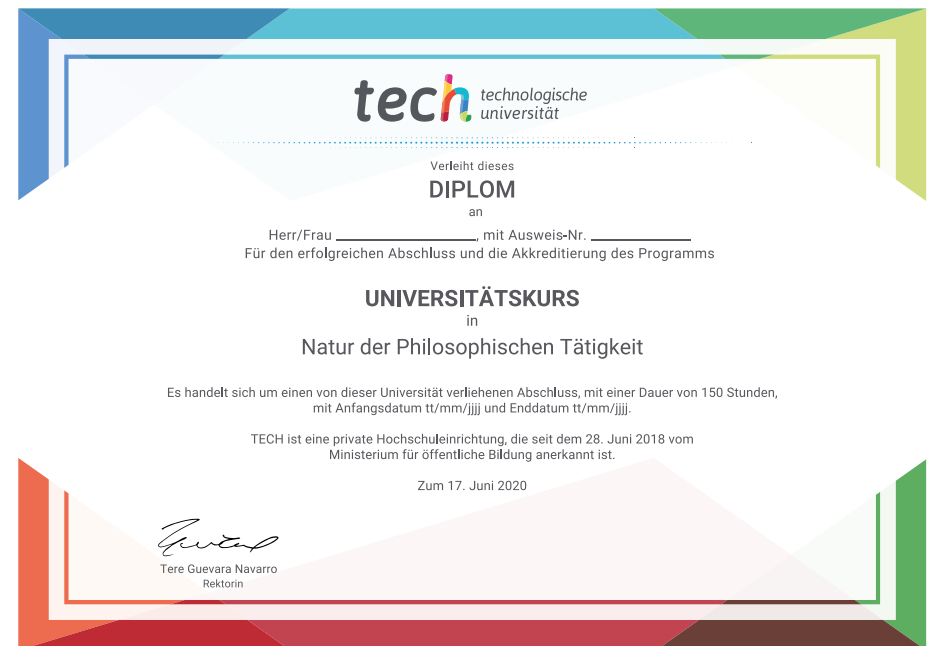 tech technologische
universität
Verleiht dieses
DIPLOM
an
Herr/Frau ____________________, mit Ausweis-Nr. ______________
Für den erfolgreichen Abschluss und die Akkreditierung des Programms
UNIVERSITÄTSKURS
in
Natur der Philosophischen Tätigkeit
Es handelt sich um einen von dieser Universität verliehenen Abschluss, mit einer Dauer von 150 Stunden,
mit Anfangsdatum tt/mm/jjjj und Enddatum tt/mm/jjjj.
TECH ist eine private Hochschuleinrichtung, die seit dem 28. Juni 2018 vom
Ministerium für öffentliche Bildung anerkannt ist.
Zum 17. Juni 2020
Tere Guevara Navarro
Rektorin